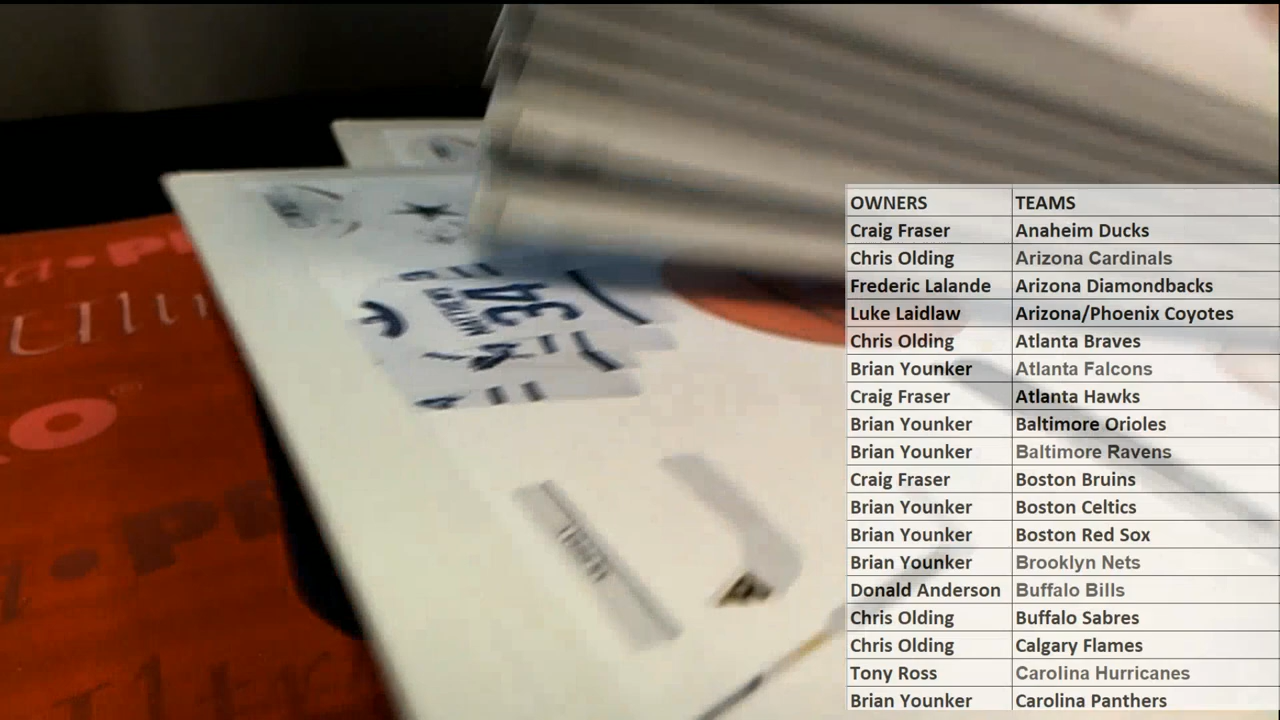 OWNERS TEAMS
Craig Fraser Anaheim Ducks
Chris Olding Arizona Cardinals
Frederic Lalande Arizona Diamondbacks
Luke Laidlaw Arizona/Phoenix Coyotes
Chris Olding Atlanta Braves
Brian Younker Atlanta Falcons
Craig Fraser Atlanta Hawks
Brian Younker Baltimore Orioles
Brian Younker Baltimore Ravens
Craig Fraser Boston Bruins
Brian Younker Boston Celtics
Brian Younker Boston Red Sox
Brian Younker Brooklyn Nets
Donald Anderson Buffalo Bills
Chris Olding Buffalo Sabres
Chris Olding Calgary Flames
Tony Ross Carolina Hurricanes
Brian Younker Carolina Panthers
34